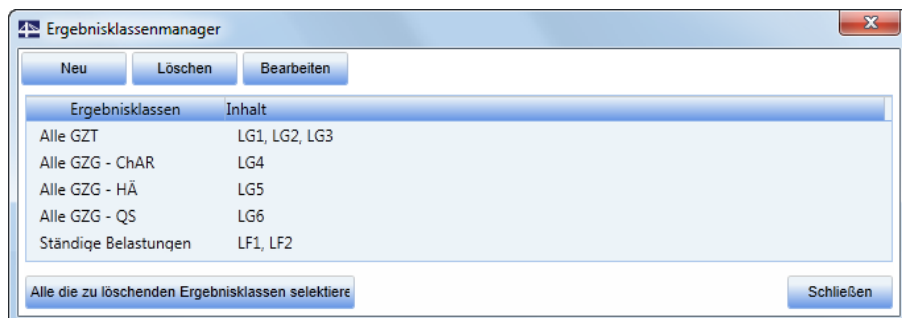 Ergebnisklassenmanager
Neu Löschen Bearbeiten
Ergebnisklassen Inhalt
Alle GZT LG1, LG2, LG3
Alle GZG - ChAR LG4
Alle GZG - HÄ LG5
Alle GZG - QS LG6
Ständige Belastungen LF1, LF2
Alle die zu löschenden Ergebnisklassen selektiere Schließen